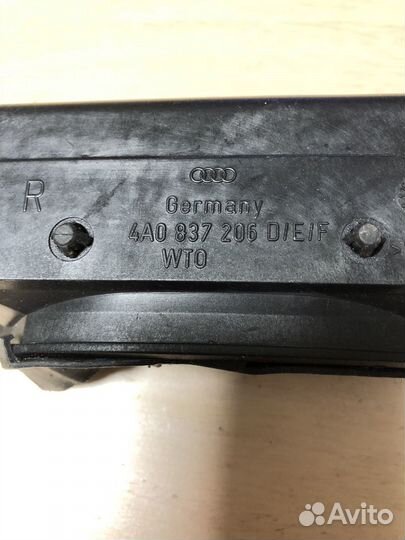 R
Germany
4A0 837 206 D/E/F
WTO
Avito